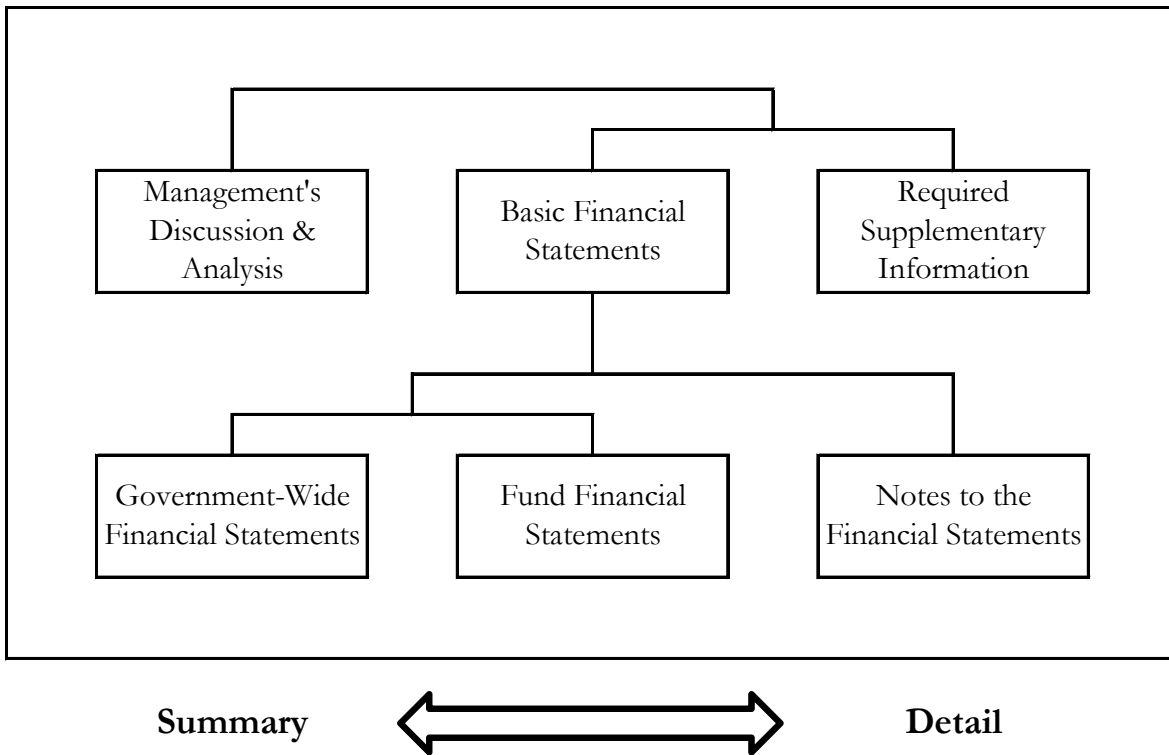 Management's
Discussion &
Analysis
Basic Financial
Statements
Required
Supplementary
Information
Government-Wide
Financial Statements
Fund Financial
Statements
Notes to the
Financial Statements
Summary
Detail